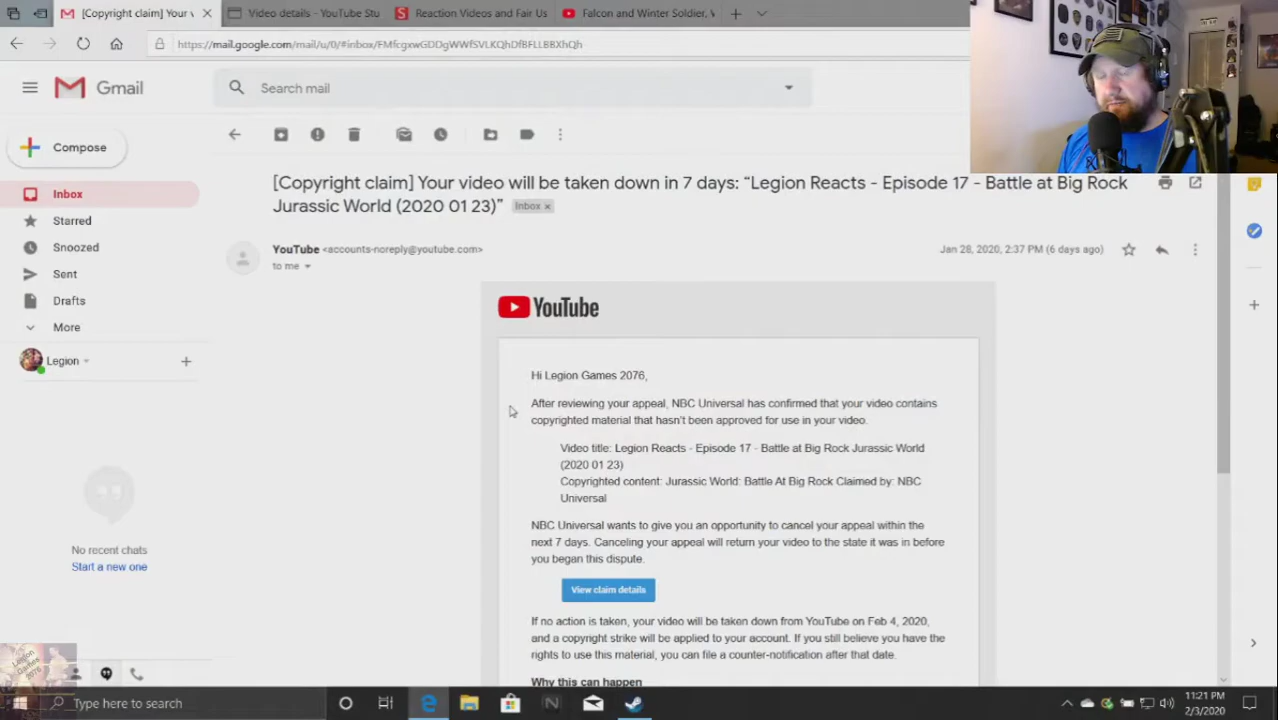 [Copyright claim] Your v
Video details - YouTube Stu
Reaction Videos and Fair Us
Falcon and Winter Soldier, V
https://mail.google.com/mail/u/0/#inbox/FMfcgxwGDDgWWfSVLKQhDfBFLLBBXhQh
Gmail
Search mail
Compose
Inbox
Starred
Snoozed
Sent
Drafts
More
Legion
No recent chats
Start a new one
[Copyright claim] Your video will be taken down in 7 days: “Legion Reacts - Episode 17 - Battle at Big Rock
Jurassic World (2020 01 23)” Inbox x
YouTube <accounts-noreply@youtube.com>
Jan 28, 2020, 2:37 PM (6 days ago)
to me
YouTube
Hi Legion Games 2076,
After reviewing your appeal, NBC Universal has confirmed that your video contains
copyrighted material that hasn't been approved for use in your video.
Video title: Legion Reacts - Episode 17 - Battle at Big Rock Jurassic World
(2020 01 23)
Copyrighted content: Jurassic World: Battle At Big Rock Claimed by: NBC
Universal
NBC Universal wants to give you an opportunity to cancel your appeal within the
next 7 days. Canceling your appeal will return your video to the state it was in before
you began this dispute.
View claim details
If no action is taken, your video will be taken down from YouTube on Feb 4, 2020,
and a copyright strike will be applied to your account. If you still believe you have the
rights to use this material, you can file a counter-notification after that date.
Why this can happen
Legion
Games
2076
Type here to search
11:21 PM
2/3/2020